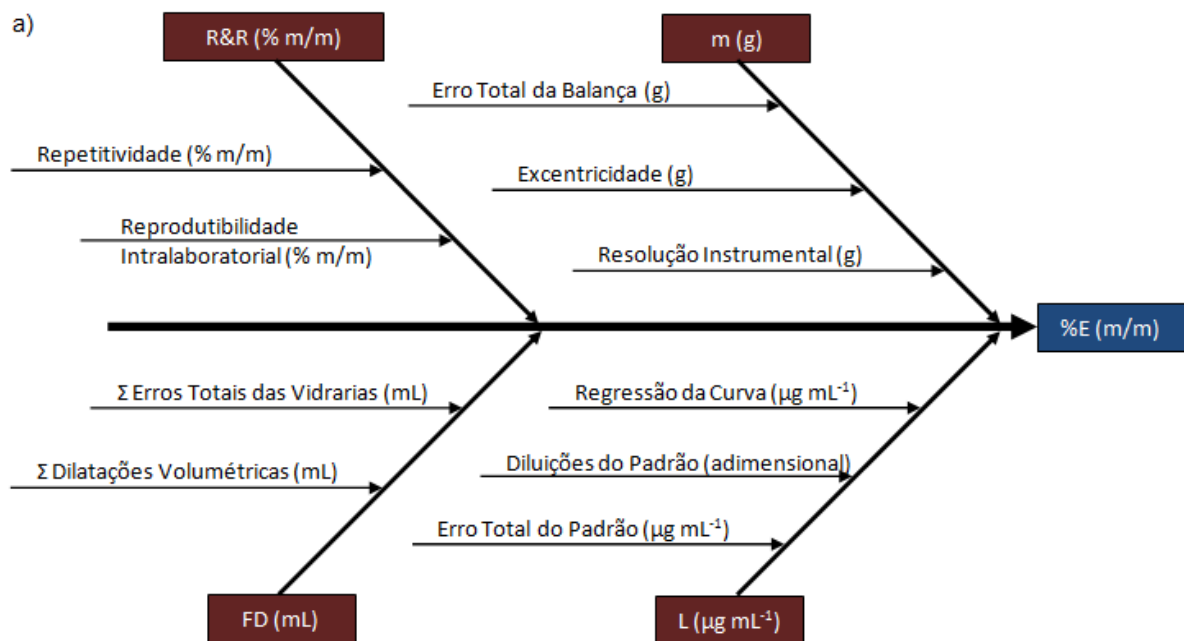 a)
R&R (% m/m)
m (g)
Erro Total da Balança (g)
Repetitividade (% m/m)
Excentricidade (g)
Reprodutibilidade
Intralaboratorial (% m/m)
Resolução Instrumental (g)
%E (m/m)
Σ Erros Totais das Vidrarias (mL)
Regressão da Curva (µg mL⁻¹)
Σ Dilatações Volumétricas (mL)
Diluições do Padrão (adimensional)
Erro Total do Padrão (µg mL⁻¹)
FD (mL)
L (µg mL⁻¹)